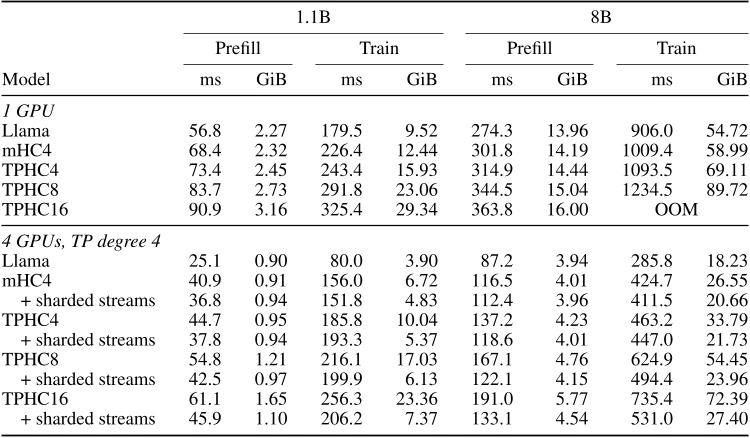 1.1B 8B
Prefill Train Prefill Train
Model ms GiB ms GiB ms GiB ms GiB
1 GPU
Llama 56.8 2.27 179.5 9.52 274.3 13.96 906.0 54.72
mHC4 68.4 2.32 226.4 12.44 301.8 14.19 1009.4 58.99
TPHC4 73.4 2.45 243.4 15.93 314.9 14.44 1093.5 69.11
TPHC8 83.7 2.73 291.8 23.06 344.5 15.04 1234.5 89.72
TPHC16 90.9 3.16 325.4 29.34 363.8 16.00 OOM
4 GPUs, TP degree 4
Llama 25.1 0.90 80.0 3.90 87.2 3.94 285.8 18.23
mHC4 40.9 0.91 156.0 6.72 116.5 4.01 424.7 26.55
+ sharded streams 36.8 0.94 151.8 4.83 112.4 3.96 411.5 20.66
TPHC4 44.7 0.95 185.8 10.04 137.2 4.23 463.2 33.79
+ sharded streams 37.8 0.94 193.3 5.37 118.6 4.01 447.0 21.73
TPHC8 54.8 1.21 216.1 17.03 167.1 4.76 624.9 54.45
+ sharded streams 42.5 0.97 199.9 6.13 122.1 4.15 494.4 23.96
TPHC16 61.1 1.65 256.3 23.36 191.0 5.77 735.4 72.39
+ sharded streams 45.9 1.10 206.2 7.37 133.1 4.54 531.0 27.40